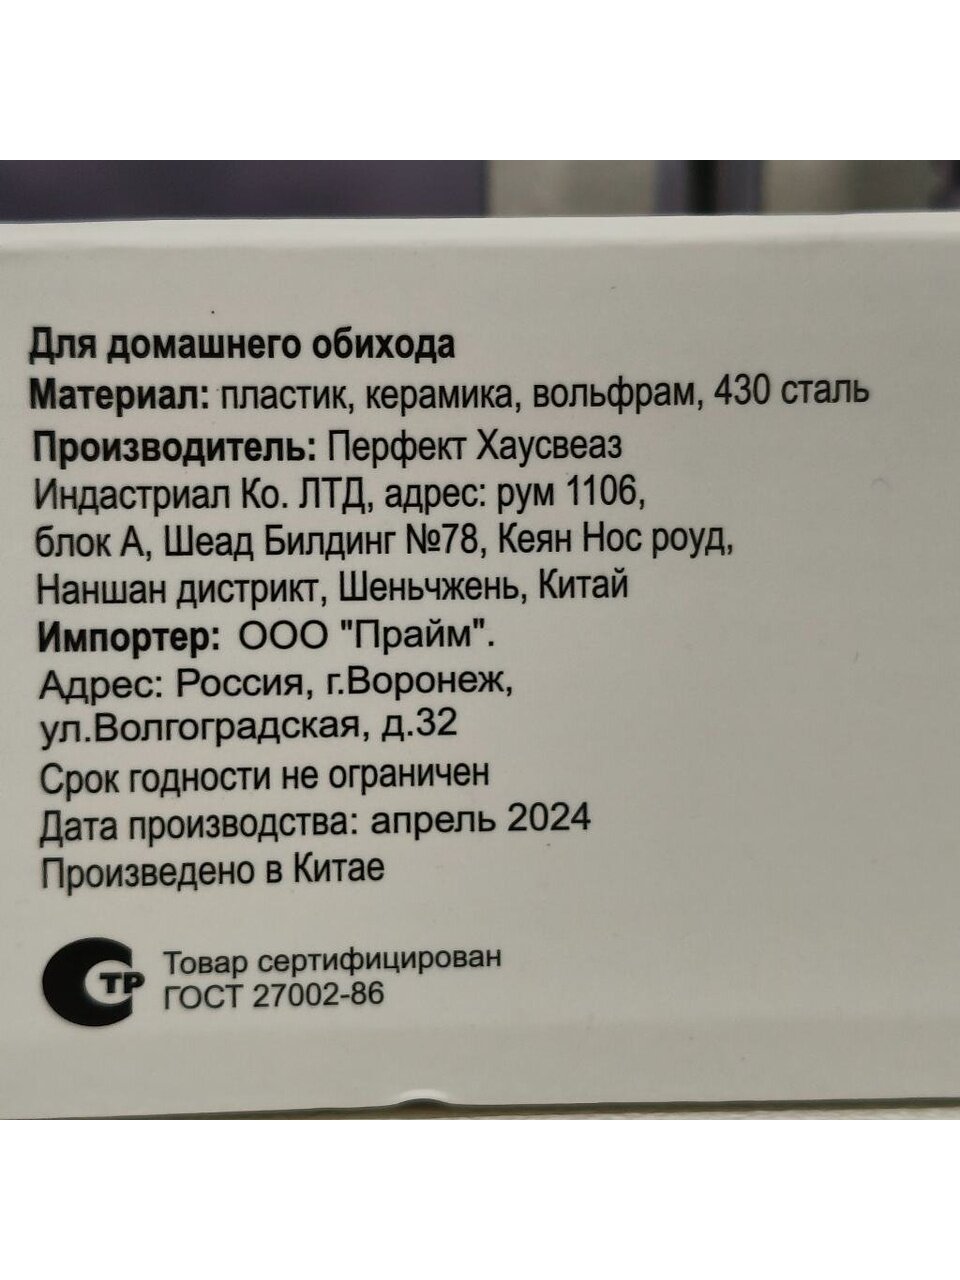 Для домашнего обихода
Материал: пластик, керамика, вольфрам, 430 сталь
Производитель: Перфект Хаусвеаз
Индастриал Ко. ЛТД, адрес: рум 1106,
блок А, Шеад Билдинг №78, Кеян Нос роуд,
Наншан дистрикт, Шеньчжень, Китай
Импортер: ООО "Прайм".
Адрес: Россия, г.Воронеж,
ул.Волгоградская, д.32
Срок годности не ограничен
Дата производства: апрель 2024
Произведено в Китае
СТР
Товар сертифицирован
ГОСТ 27002-86